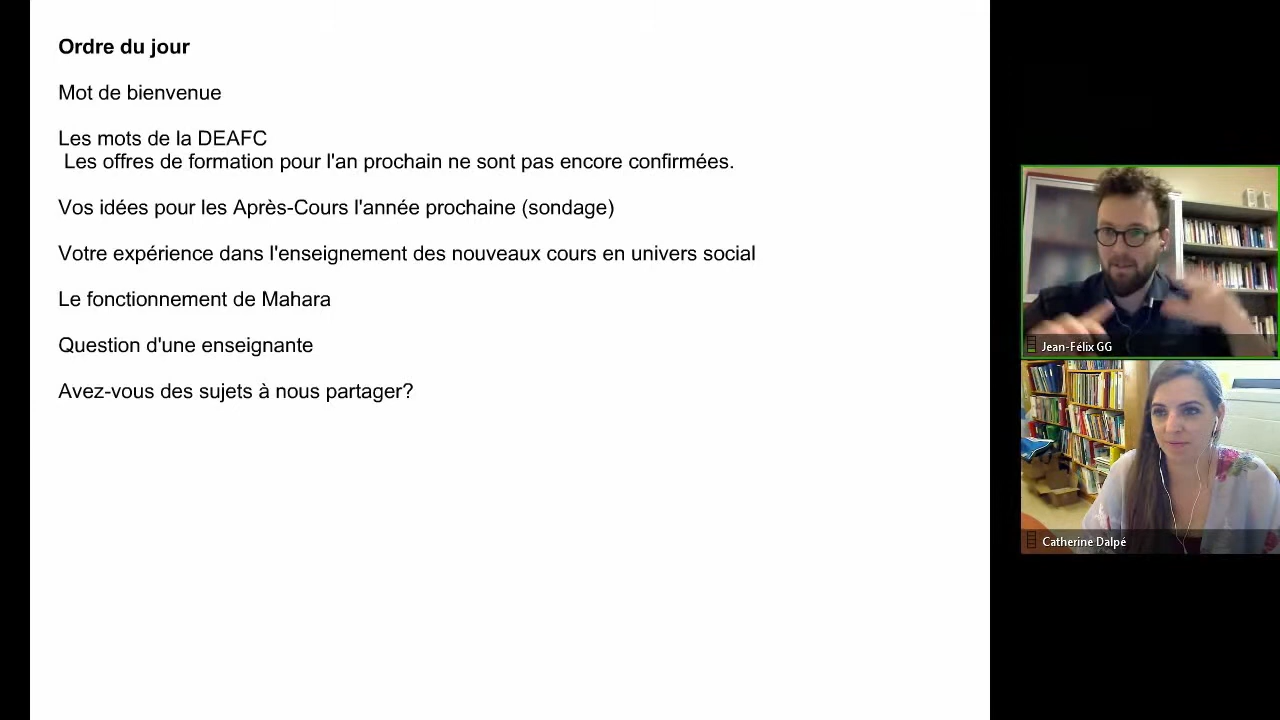 Ordre du jour
Mot de bienvenue
Les mots de la DEAFC
Les offres de formation pour l'an prochain ne sont pas encore confirmées.
Vos idées pour les Après-Cours l'année prochaine (sondage)
Votre expérience dans l'enseignement des nouveaux cours en univers social
Le fonctionnement de Mahara
Question d'une enseignante
Avez-vous des sujets à nous partager?
Jean-Félix GG
Catherine Dalpé